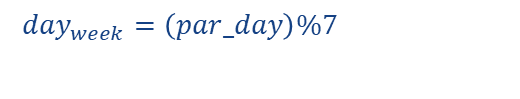 day_week = (par_day)%7